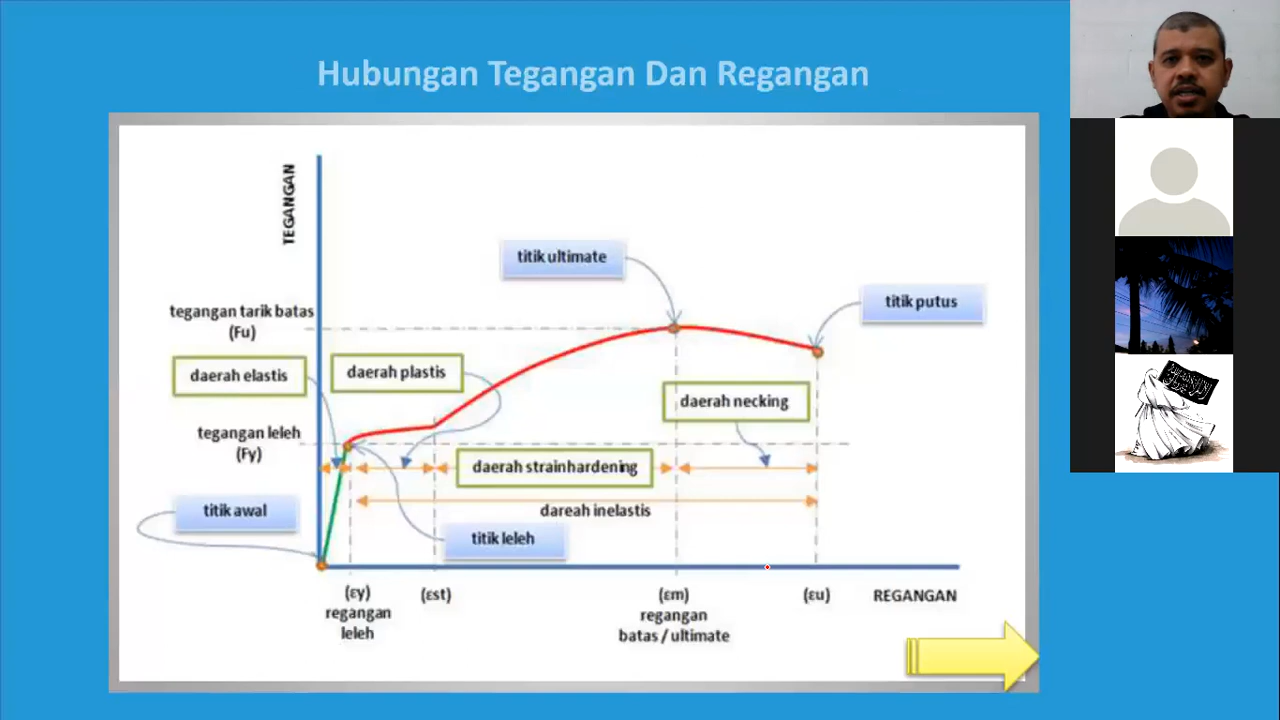 Hubungan Tegangan Dan Regangan
TEGANGAN
titik ultimate
titik putus
tegangan tarik batas
(Fu)
daerah elastis
daerah plastis
daerah necking
tegangan leleh
(Fy)
daerah strainhardening
dareah inelastis
titik awal
titik leleh
(εy)
regangan
leleh
(εst)
(εm)
regangan
batas / ultimate
(εu)
REGANGAN